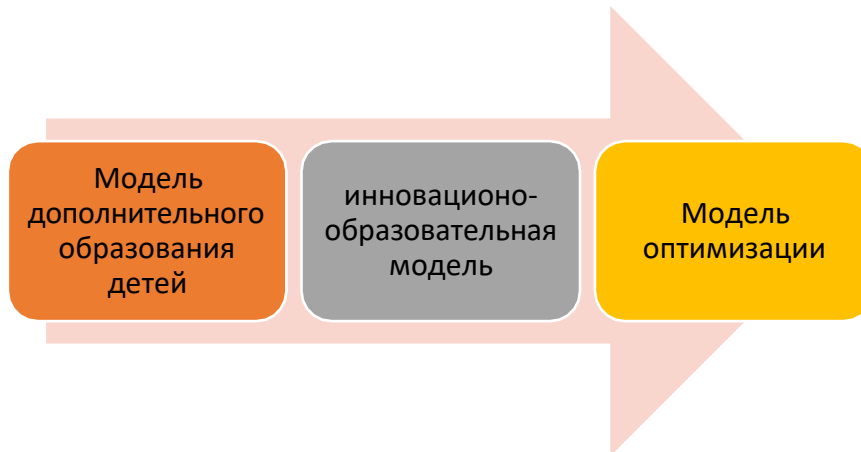 Модель
дополнительного
образования
детей
инновационо-
образовательная
модель
Модель
оптимизации